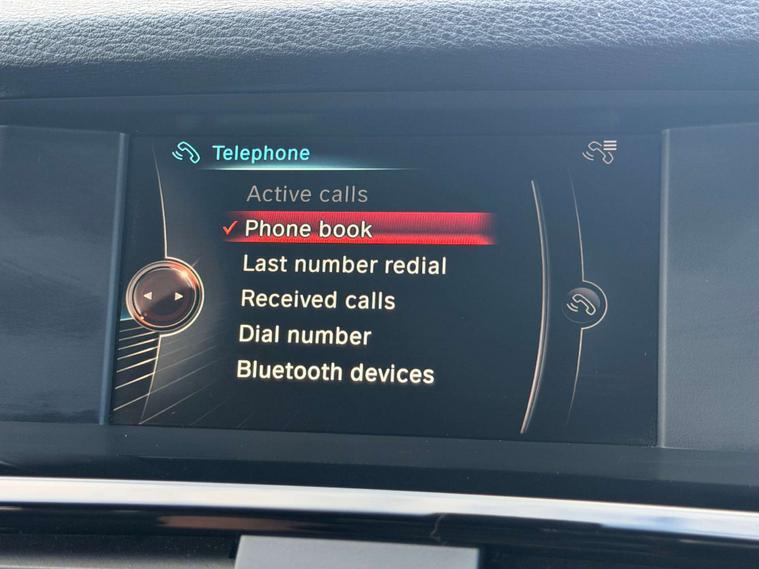 Telephone
Active calls
Phone book
Last number redial
Received calls
Dial number
Bluetooth devices